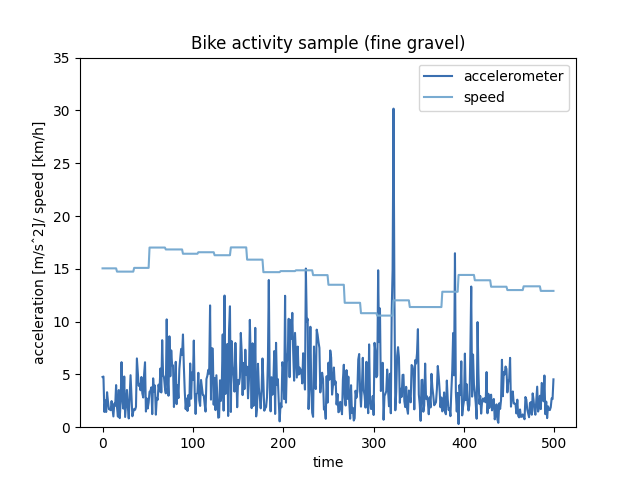 Bike activity sample (fine gravel)
accelerometer
speed
acceleration [m/s^2]/ speed [km/h]
35
30
25
20
15
10
5
0
0 100 200 300 400 500
time